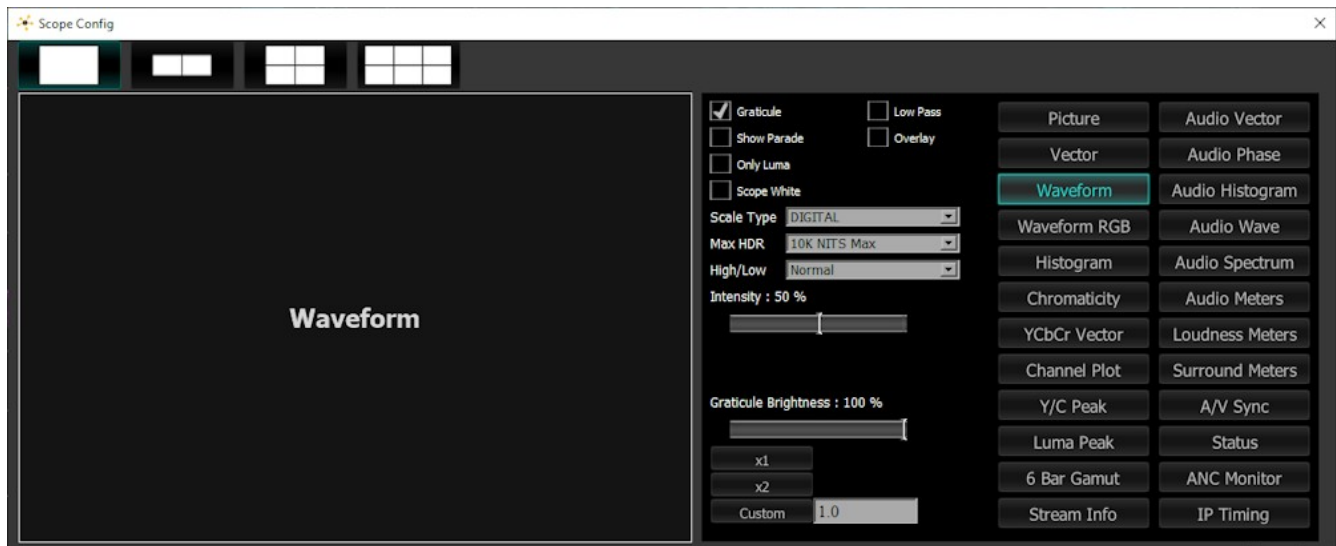 Scope Config
Waveform
Graticule
Low Pass
Show Parade
Overlay
Only Luma
Scope White
Scale Type DIGITAL
Max HDR 10K NITS Max
High/Low Normal
Intensity : 50 %
Graticule Brightness : 100 %
x1
x2
Custom 1.0
Picture
Vector
Waveform
Waveform RGB
Histogram
Chromaticity
YCbCr Vector
Channel Plot
Y/C Peak
Luma Peak
6 Bar Gamut
Stream Info
Audio Vector
Audio Phase
Audio Histogram
Audio Wave
Audio Spectrum
Audio Meters
Loudness Meters
Surround Meters
A/V Sync
Status
ANC Monitor
IP Timing